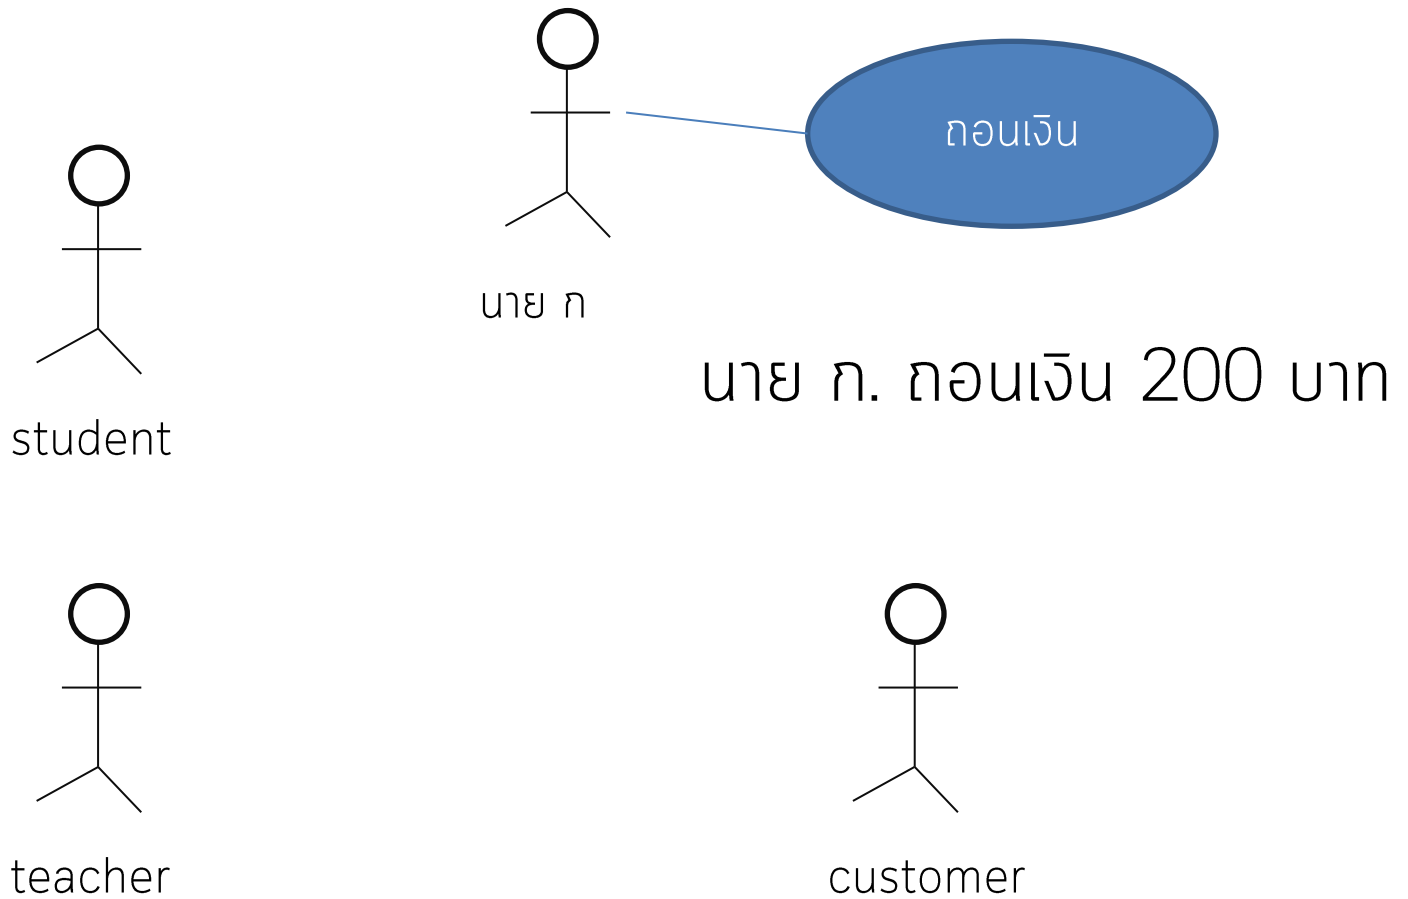 ถอนเงิน
นาย ก
นาย ก. ถอนเงิน 200 บาท
student
teacher
customer